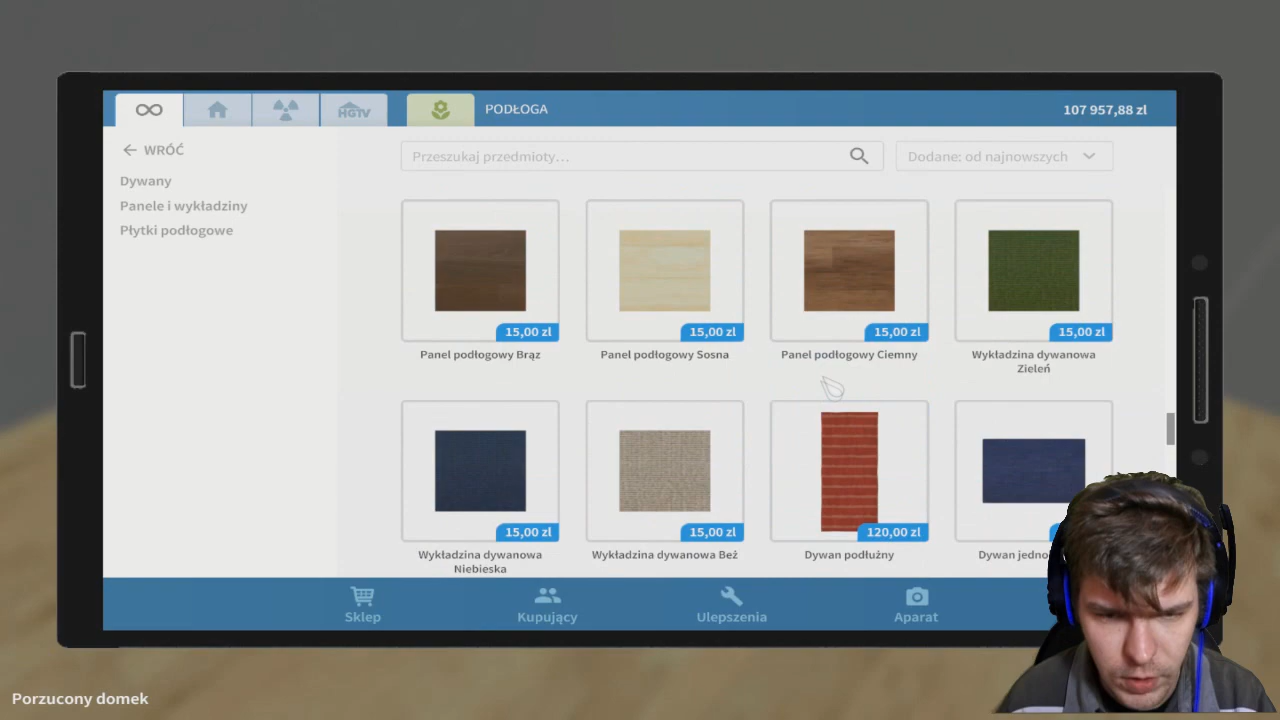 HGTV
PODŁOGA
107 957,88 zł
WRÓĆ
Przeszukaj przedmioty...
Dodane: od najnowszych
Dywany
Panele i wykładziny
Płytki podłogowe
15,00 zl
15,00 zl
15,00 zl
15,00 zl
Panel podłogowy Brąz
Panel podłogowy Sosna
Panel podłogowy Ciemny
Wykładzina dywanowa
Zieleń
15,00 zl
15,00 zl
120,00 zl
Wykładzina dywanowa
Niebieska
Wykładzina dywanowa Beż
Dywan podłużny
Dywan
Sklep
Kupujący
Ulepszenia
Aparat
Porzucony domek